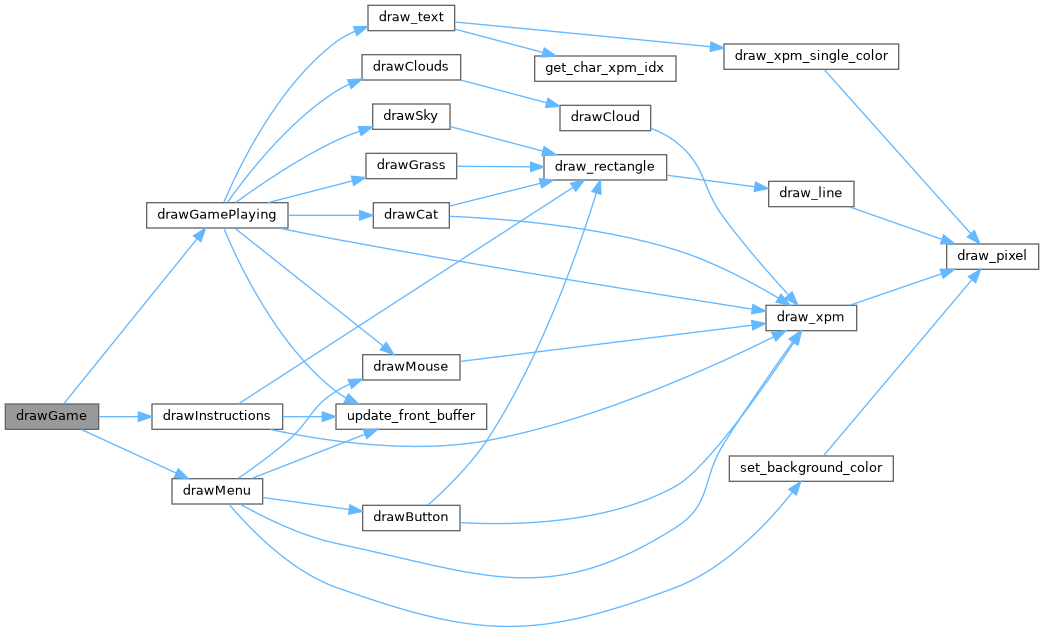 drawGame
drawGamePlaying
drawInstructions
drawMenu
draw_text
drawClouds
drawSky
drawGrass
drawCat
drawMouse
update_front_buffer
drawButton
get_char_xpm_idx
drawCloud
draw_rectangle
draw_xpm_single_color
draw_line
draw_xpm
set_background_color
draw_pixel